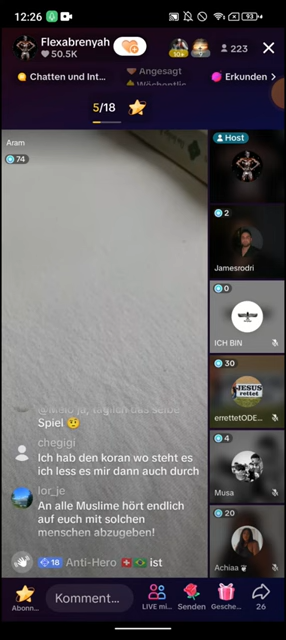 12:26
93
Flexabrenyah
50.5K
10+
223
Chatten und Int...
Angesagt
Wöchentlic
Erkunden >
5/18
Aram
74
Host
2
Jamesrodri
0
ICH BIN
30
JESUS
rettet
errettetODE...
4
Musa
20
Achiaa
Spiel
chegigi
Ich hab den koran wo steht es
ich less es mir dann auch durch
lor_je
An alle Muslime hört endlich
auf euch mit solchen
menschen abzugeben!
18 Anti-Hero ist
Abonn...
Komment...
LIVE mi...
Senden
Gesche...
26